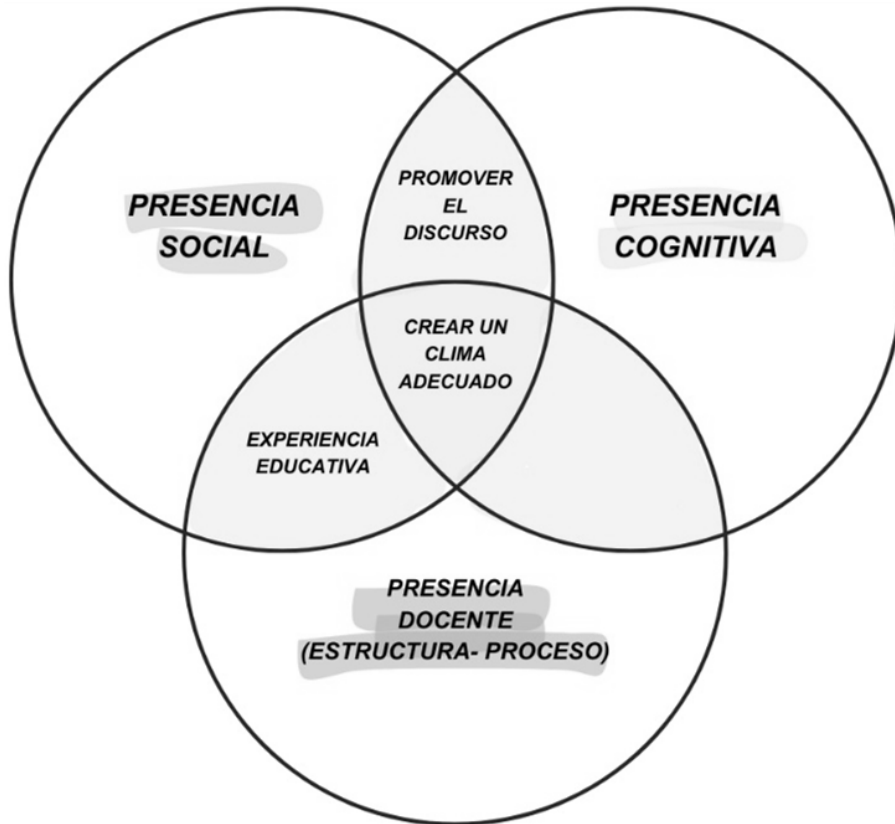 PRESENCIA
SOCIAL
PROMOVER
EL
DISCURSO
PRESENCIA
COGNITIVA
CREAR UN
CLIMA
ADECUADO
EXPERIENCIA
EDUCATIVA
PRESENCIA
DOCENTE
(ESTRUCTURA- PROCESO)